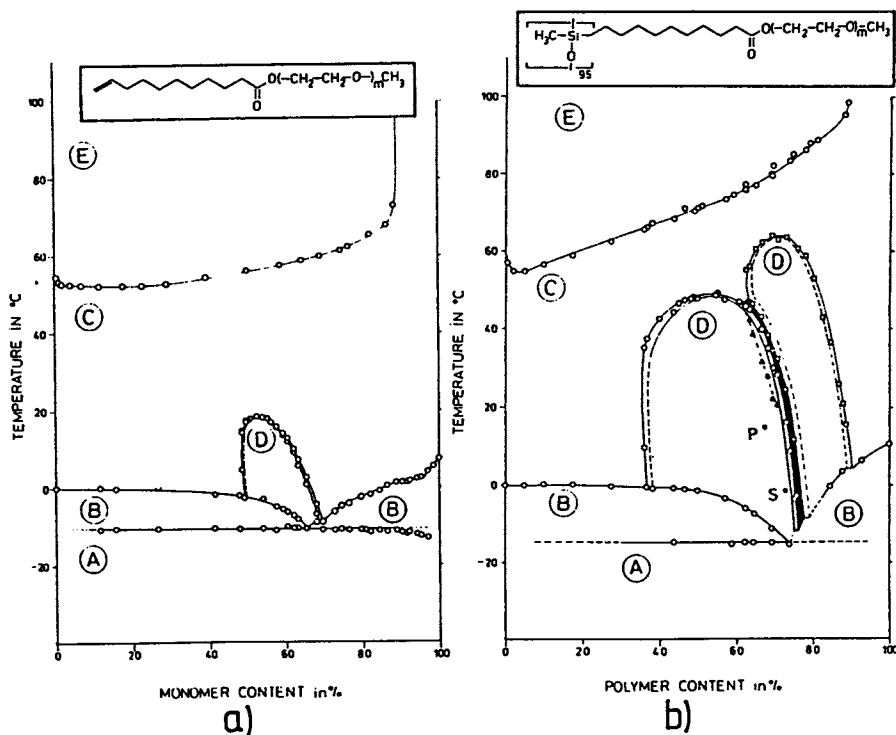 O(–CH₂–CH₂–O–)ₘCH₃
O
E
C
D
B
B
A
TEMPERATURE IN °C
100
80
60
40
20
0
-20
0
20
40
60
80
100
MONOMER CONTENT in%
a)
H₃C–Si
O
95
O(–CH₂–CH₂–O)ₘCH₃
O
E
C
D
D
P
S
B
B
A
TEMPERATURE IN °C
100
80
60
40
20
0
-20
0
20
40
60
80
100
POLYMER CONTENT in%
b)